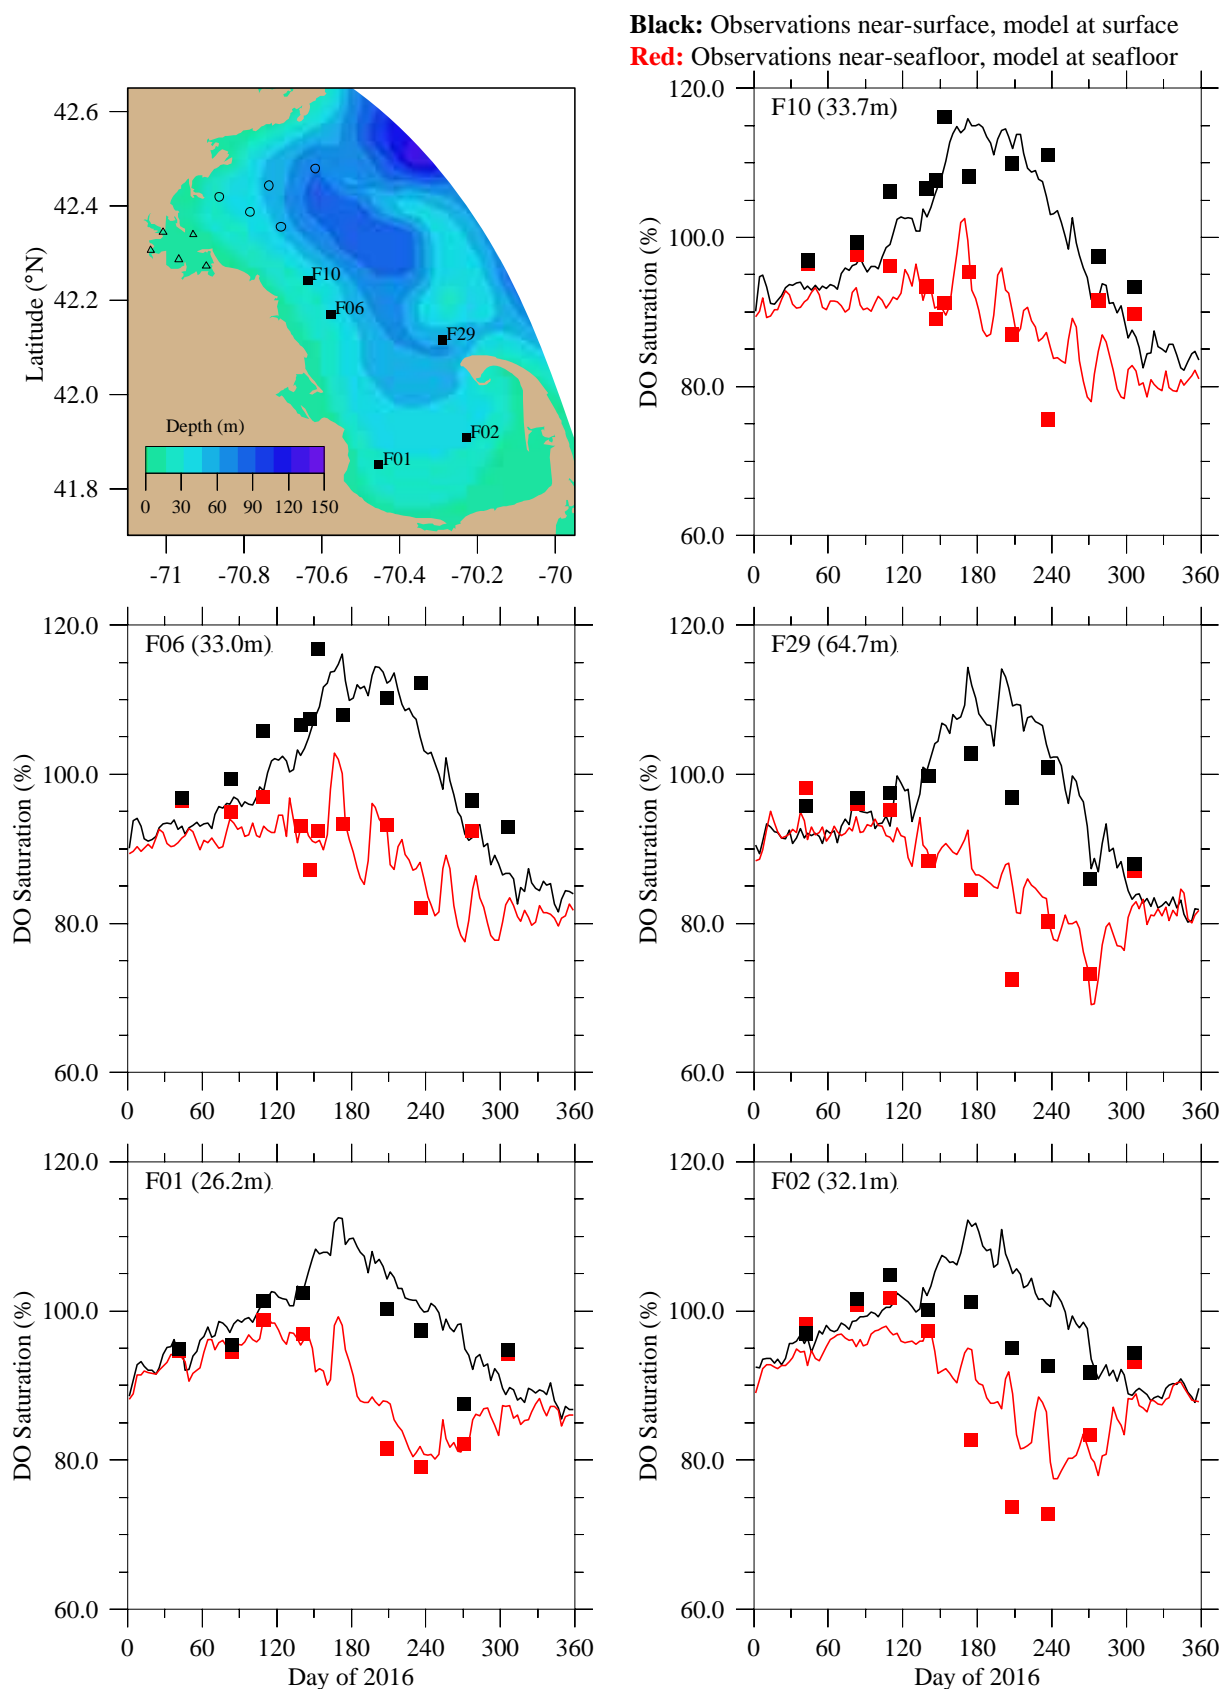 Black: Observations near-surface, model at surface
Red: Observations near-seafloor, model at seafloor
42.6
42.4
42.2
42.0
41.8
Latitude (°N)
F10
F06
F29
F02
F01
Depth (m)
0 30 60 90 120 150
-71 -70.8 -70.6 -70.4 -70.2 -70
F10 (33.7m)
120.0
100.0
80.0
60.0
DO Saturation (%)
0 60 120 180 240 300 360
F06 (33.0m)
120.0
100.0
80.0
60.0
DO Saturation (%)
0 60 120 180 240 300 360
F29 (64.7m)
120.0
100.0
80.0
60.0
DO Saturation (%)
0 60 120 180 240 300 360
F01 (26.2m)
120.0
100.0
80.0
60.0
DO Saturation (%)
0 60 120 180 240 300 360
Day of 2016
F02 (32.1m)
120.0
100.0
80.0
60.0
DO Saturation (%)
0 60 120 180 240 300 360
Day of 2016